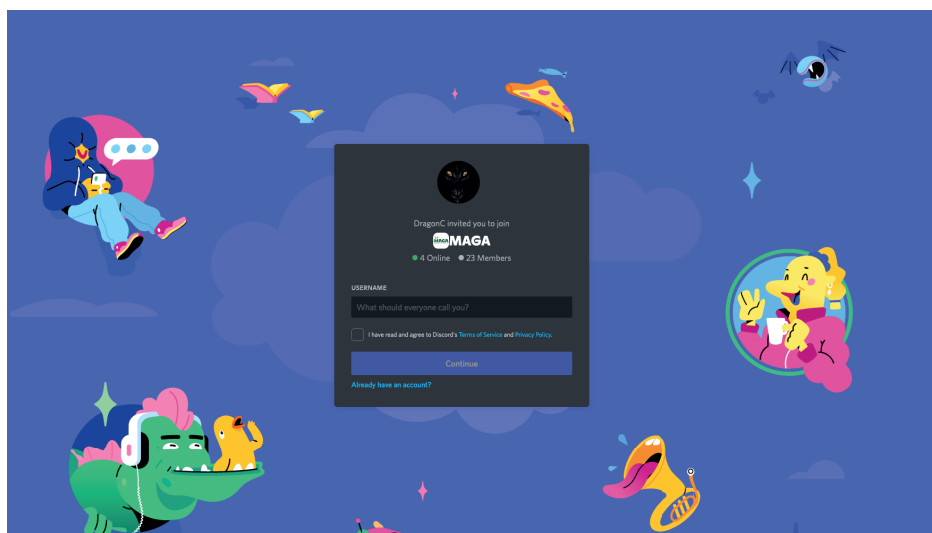 DragonC invited you to join
MAGA MAGA
4 Online 23 Members
USERNAME
What should everyone call you?
I have read and agree to Discord's Terms of Service and Privacy Policy.
Continue
Already have an account?